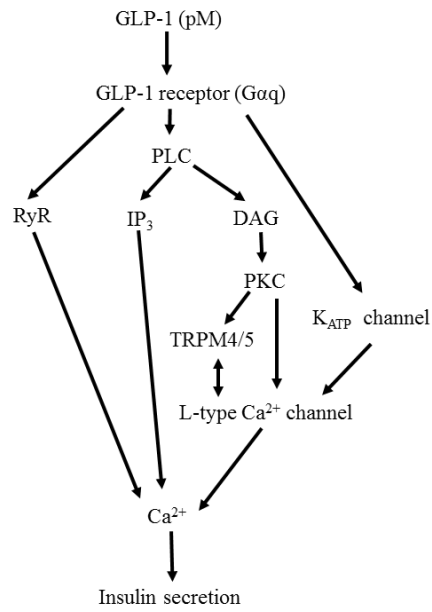 GLP-1 (pM)
GLP-1 receptor (Gαq)
PLC
RyR
IP₃
DAG
PKC
K_ATP channel
TRPM4/5
L-type Ca²⁺ channel
Ca²⁺
Insulin secretion